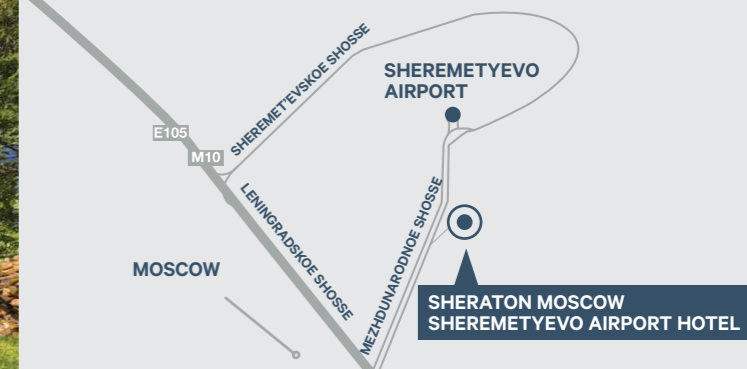 SHEREMET'EVSKOE SHOSSE
SHEREMETYEVO
AIRPORT
E105
M10
LENINGRADSKOE SHOSSE
MEZHDUNARODNOE SHOSSE
MOSCOW
SHERATON MOSCOW
SHEREMETYEVO AIRPORT HOTEL